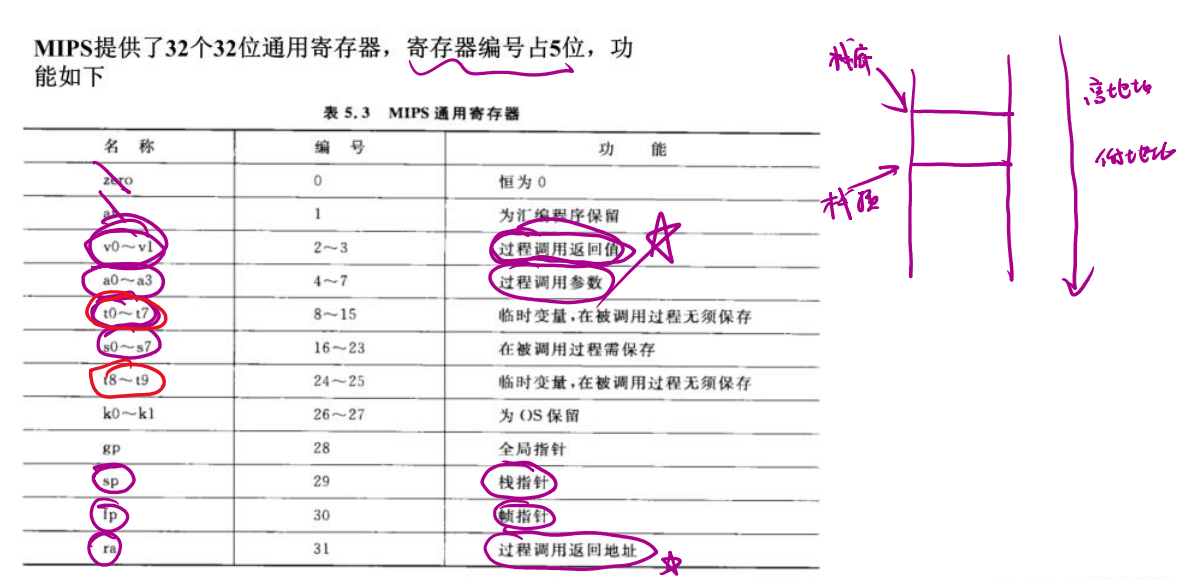 MIPS提供了32个32位通用寄存器，寄存器编号占5位，功
能如下
表 5.3 MIPS 通用寄存器
名 称 编 号 功 能
zero 0 恒为 0
at 1 为汇编程序保留
v0～v1 2～3 过程调用返回值
a0～a3 4～7 过程调用参数
t0～t7 8～15 临时变量,在被调用过程无须保存
s0～s7 16～23 在被调用过程需保存
t8～t9 24～25 临时变量,在被调用过程无须保存
k0～k1 26～27 为 OS 保留
gp 28 全局指针
sp 29 栈指针
fp 30 帧指针
ra 31 过程调用返回地址
栈底
栈顶
高地址
低地址